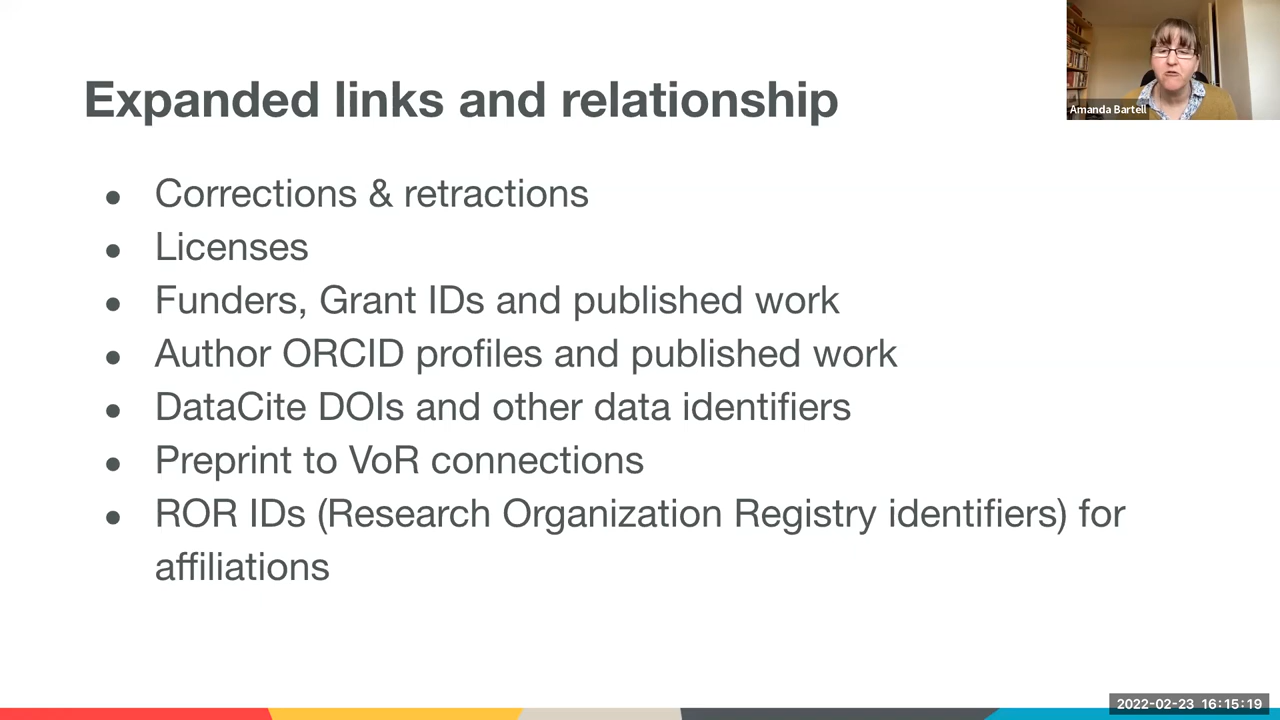 Expanded links and relationship
Amanda Bartell
● Corrections & retractions
● Licenses
● Funders, Grant IDs and published work
● Author ORCID profiles and published work
● DataCite DOIs and other data identifiers
● Preprint to VoR connections
● ROR IDs (Research Organization Registry identifiers) for
affiliations
2022-02-23 16:15:19